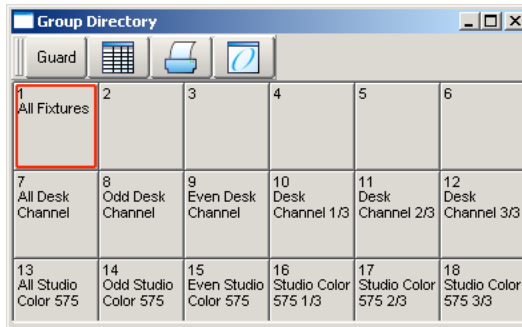 Group Directory
Guard
1
All Fixtures
2
3
4
5
6
7
All Desk
Channel
8
Odd Desk
Channel
9
Even Desk
Channel
10
Desk
Channel 1/3
11
Desk
Channel 2/3
12
Desk
Channel 3/3
13
All Studio
Color 575
14
Odd Studio
Color 575
15
Even Studio
Color 575
16
Studio Color
575 1/3
17
Studio Color
575 2/3
18
Studio Color
575 3/3